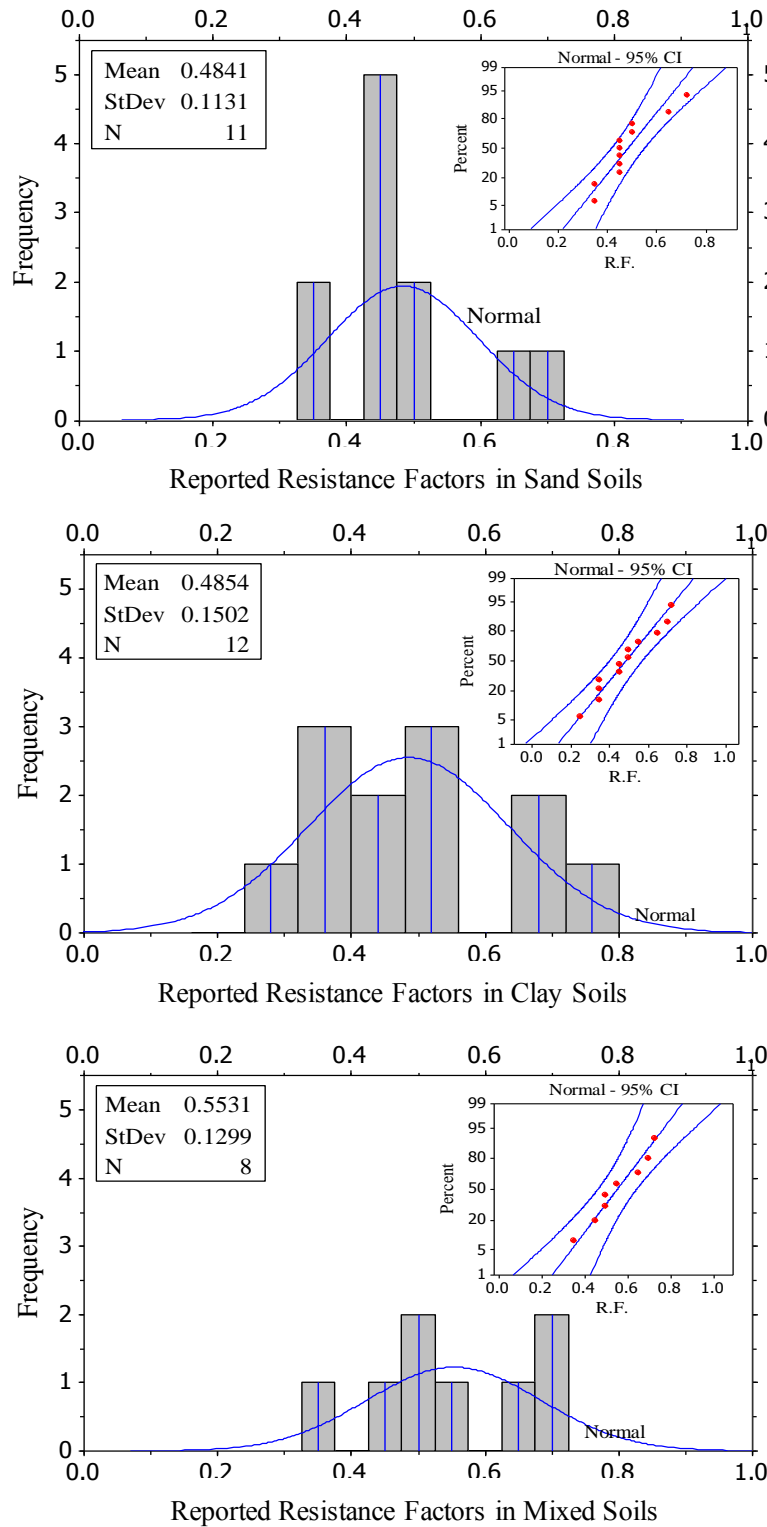 0.0 0.2 0.4 0.6 0.8 1.0
Mean 0.4841
StDev 0.1131
N 11
Normal - 95% CI
99
95
80
50
20
5
1
Percent
0.0 0.2 0.4 0.6 0.8
R.F.
5
4
3
2
1
0
Frequency
Normal
0.0 0.2 0.4 0.6 0.8 1.0
Reported Resistance Factors in Sand Soils
0.0 0.2 0.4 0.6 0.8 1.0
Mean 0.4854
StDev 0.1502
N 12
Normal - 95% CI
99
95
80
50
20
5
1
Percent
0.0 0.2 0.4 0.6 0.8 1.0
R.F.
5
4
3
2
1
0
Frequency
Normal
0.0 0.2 0.4 0.6 0.8 1.0
Reported Resistance Factors in Clay Soils
0.0 0.2 0.4 0.6 0.8 1.0
Mean 0.5531
StDev 0.1299
N 8
Normal - 95% CI
99
95
80
50
20
5
1
Percent
0.0 0.2 0.4 0.6 0.8 1.0
R.F.
5
4
3
2
1
0
Frequency
Normal
0.0 0.2 0.4 0.6 0.8 1.0
Reported Resistance Factors in Mixed Soils